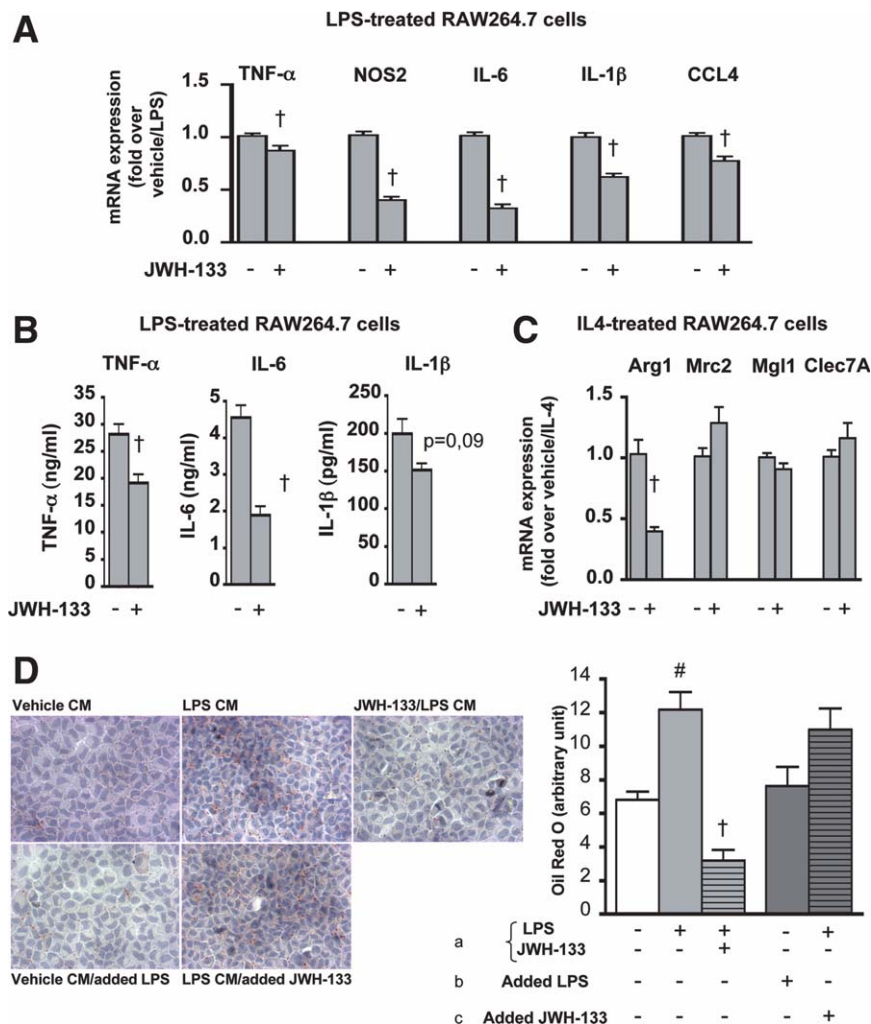 A
LPS-treated RAW264.7 cells
TNF-α NOS2 IL-6 IL-1β CCL4
mRNA expression
(fold over
vehicle/LPS)
1.5
1.0
0.5
0.0
† † † † †
JWH-133 - + - + - + - + - +
B
LPS-treated RAW264.7 cells
TNF-α IL-6 IL-1β
TNF-α (ng/ml)
35
30
25
20
15
10
5
0
†
IL-6 (ng/ml)
5
4
3
2
1
0
†
IL-1β (pg/ml)
250
200
150
100
50
0
p=0,09
JWH-133 - + - + - +
C
IL4-treated RAW264.7 cells
Arg1 Mrc2 Mgl1 Clec7A
mRNA expression
(fold over vehicle/IL-4)
1.5
1.0
0.5
0.0
†
JWH-133 - + - + - + - +
D
Vehicle CM LPS CM JWH-133/LPS CM
Vehicle CM/added LPS LPS CM/added JWH-133
Oil Red O (arbitrary unit)
14
12
10
8
6
4
2
0
#
†
a LPS - + + - +
JWH-133 - - + - -
b Added LPS - - - + -
c Added JWH-133 - - - - +